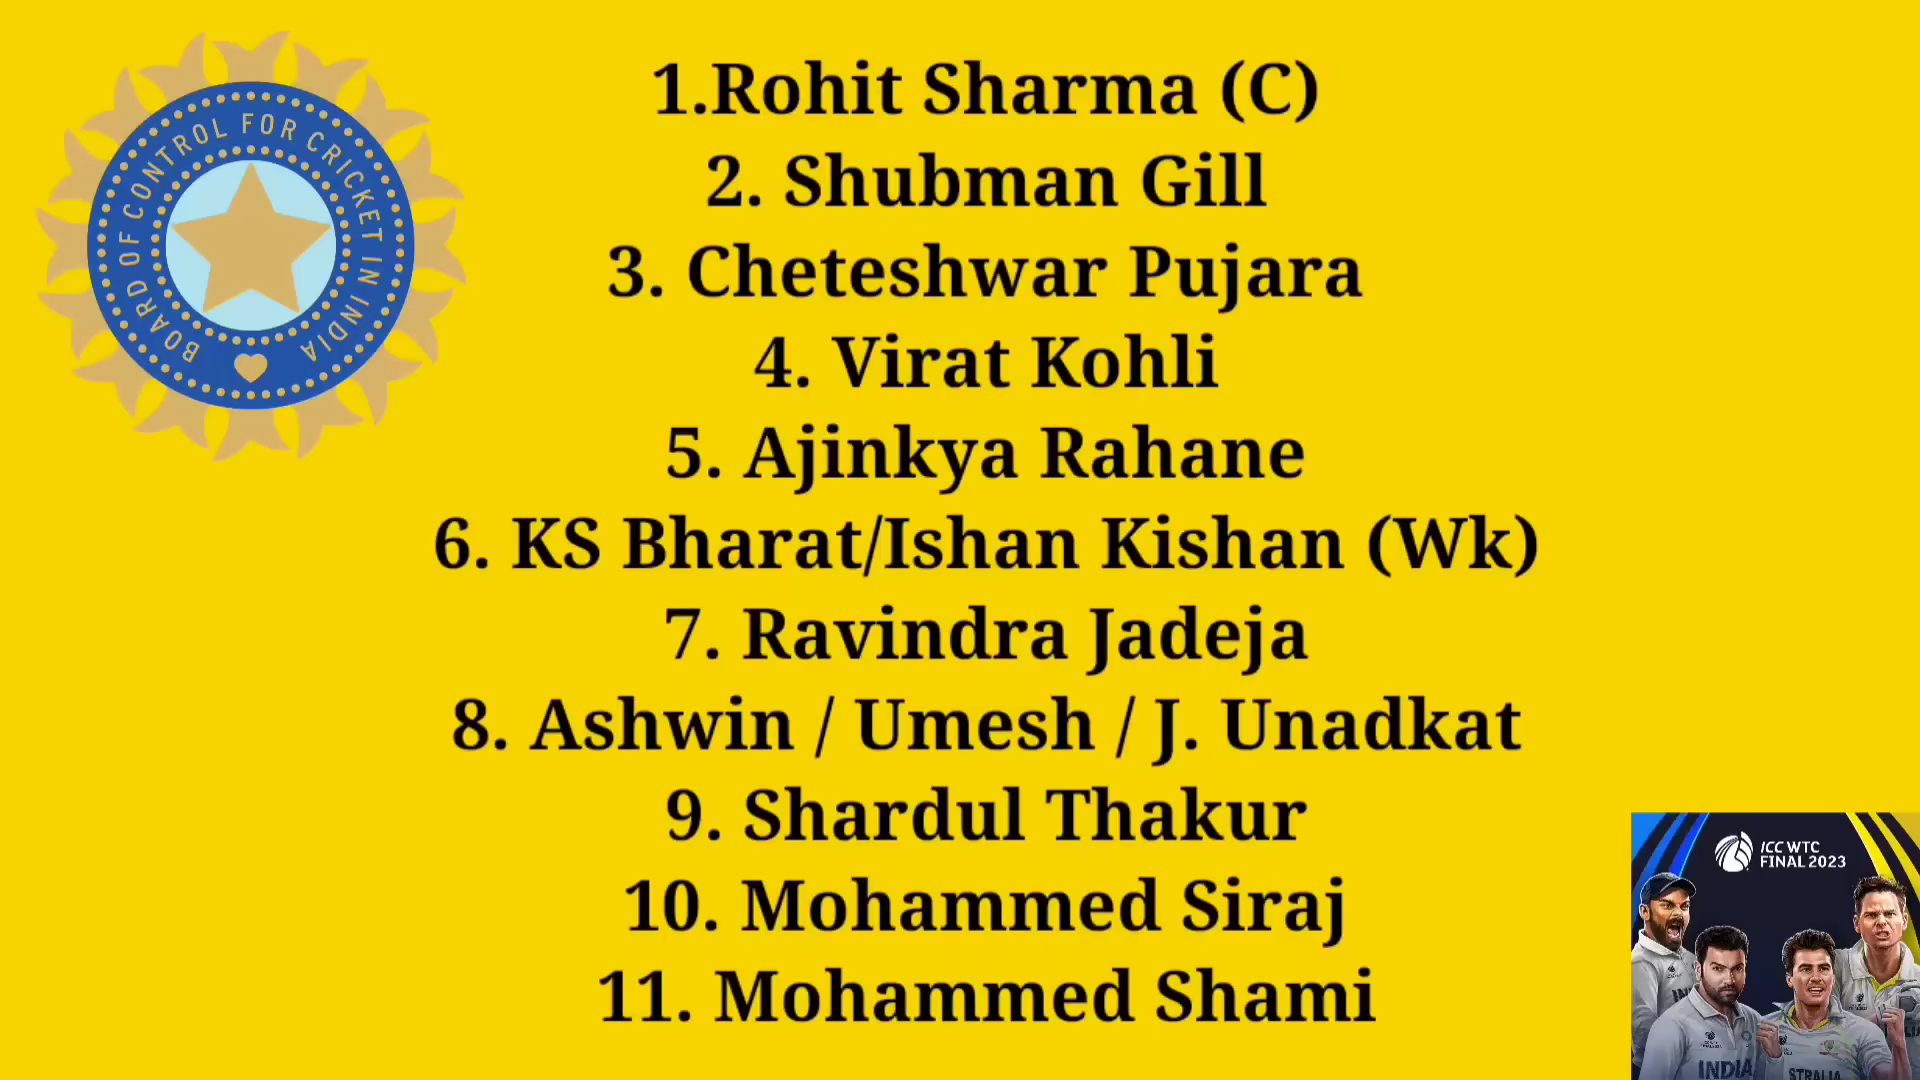 BOARD OF CONTROL FOR CRICKET IN INDIA
1.Rohit Sharma (C)
2. Shubman Gill
3. Cheteshwar Pujara
4. Virat Kohli
5. Ajinkya Rahane
6. KS Bharat/Ishan Kishan (Wk)
7. Ravindra Jadeja
8. Ashwin / Umesh / J. Unadkat
9. Shardul Thakur
10. Mohammed Siraj
11. Mohammed Shami
ICC WTC
FINAL 2023
IN
INDIA
STRALIA